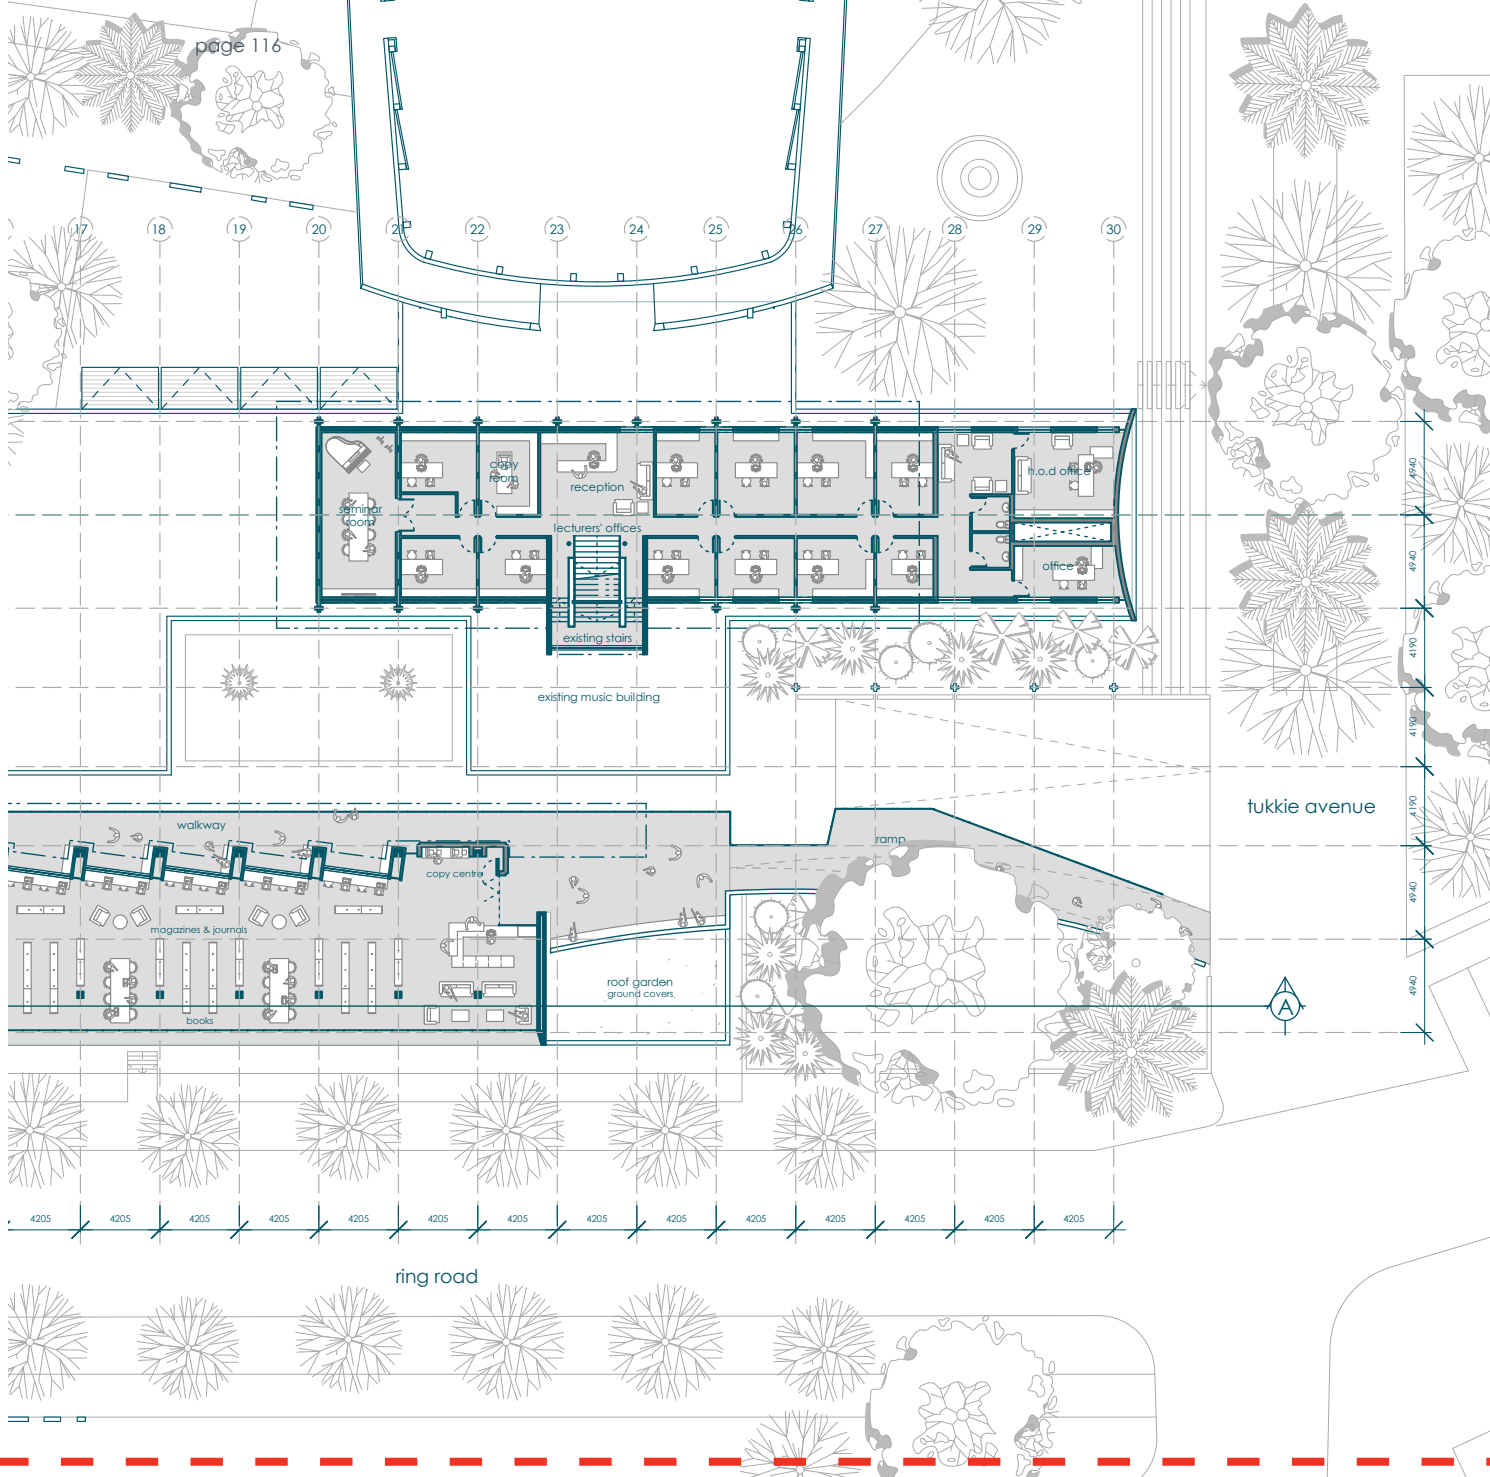 page 116
17 18 19 20 21 22 23 24 25 26 27 28 29 30
copy
room
reception
h.o.d office
seminar
room
lecturers' offices
office
existing stairs
existing music building
4940
4940
4190
4190
4190
4940
4940
tukkie avenue
walkway
ramp
copy centre
magazines & journals
roof garden
ground covers
books
A
4205 4205 4205 4205 4205 4205 4205 4205 4205 4205 4205 4205 4205 4205
ring road